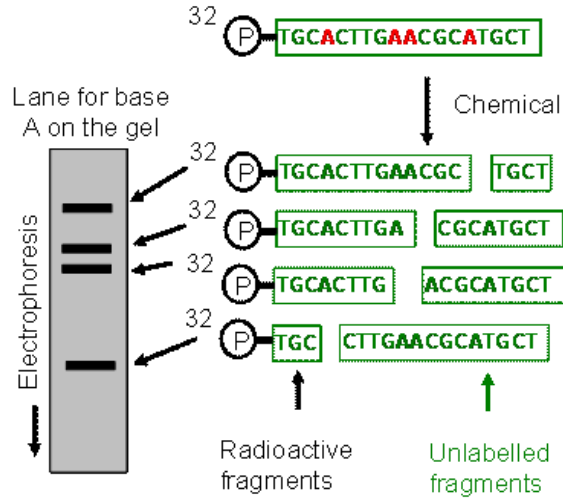 32
P TGCACTTGAACGCATGCT
Lane for base
A on the gel
Chemical
32
P TGCACTTGAACGC TGCT
32
P TGCACTTGA CGCATGCT
32
P TGCACTTG ACGCATGCT
32
P TGC CTTGAACGCATGCT
Electrophoresis
Radioactive
fragments
Unlabelled
fragments